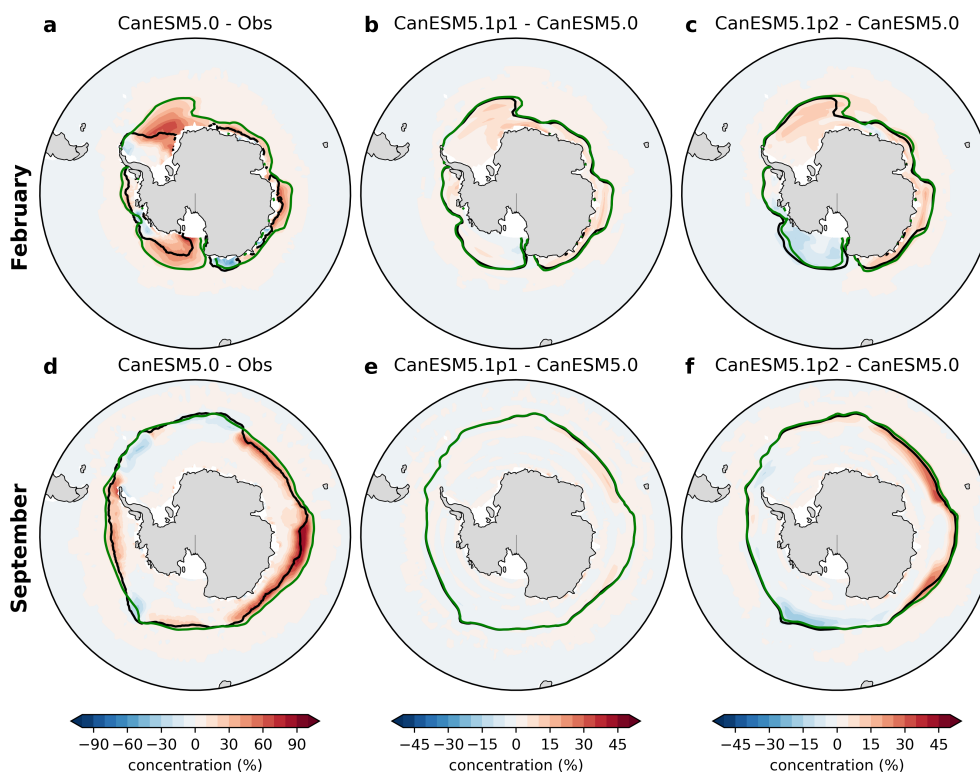 a CanESM5.0 - Obs
b CanESM5.1p1 - CanESM5.0
c CanESM5.1p2 - CanESM5.0
February
d CanESM5.0 - Obs
e CanESM5.1p1 - CanESM5.0
f CanESM5.1p2 - CanESM5.0
September
−90 −60 −30 0 30 60 90
concentration (%)
−45 −30 −15 0 15 30 45
concentration (%)
−45 −30 −15 0 15 30 45
concentration (%)